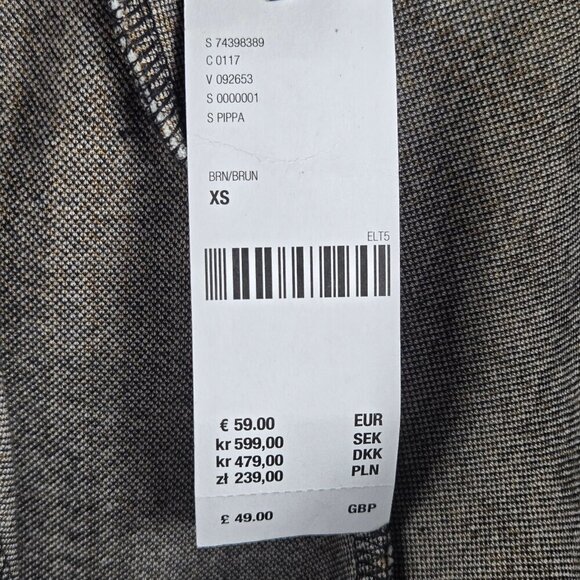 S 74398389
C 0117
V 092653
S 0000001
S PIPPA
BRN/BRUN
XS
ELT5
€ 59.00 EUR
kr 599,00 SEK
kr 479,00 DKK
zł 239,00 PLN
£ 49.00 GBP